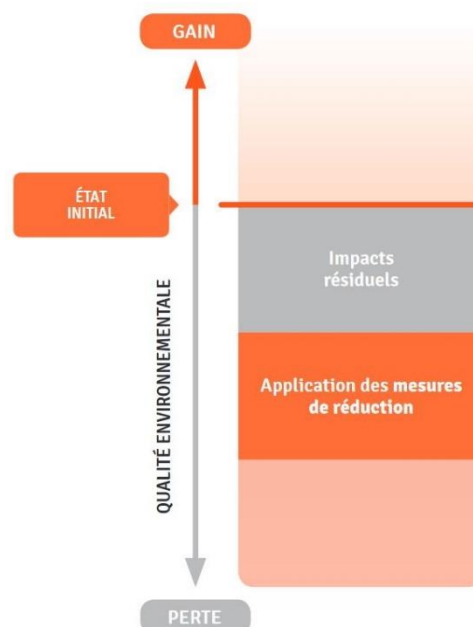 GAIN
ÉTAT
INITIAL
QUALITÉ ENVIRONNEMENTALE
Impacts
résiduels
Application des mesures
de réduction
PERTE